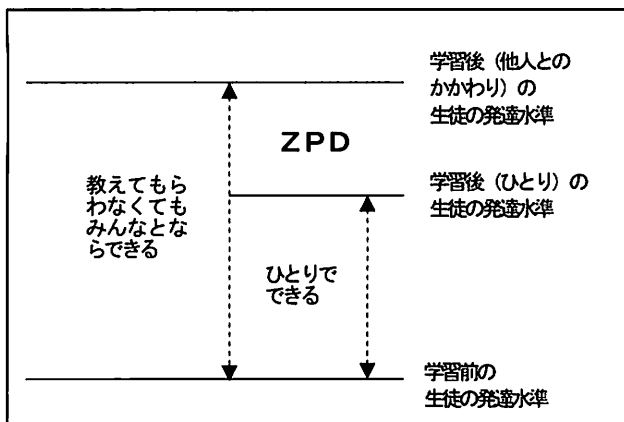 学習後（他人との
かかわり）の
生徒の発達水準
ZPD
教えてもら
わなくても
みんなとな
らできる
学習後（ひとり）の
生徒の発達水準
ひとりで
できる
学習前の
生徒の発達水準